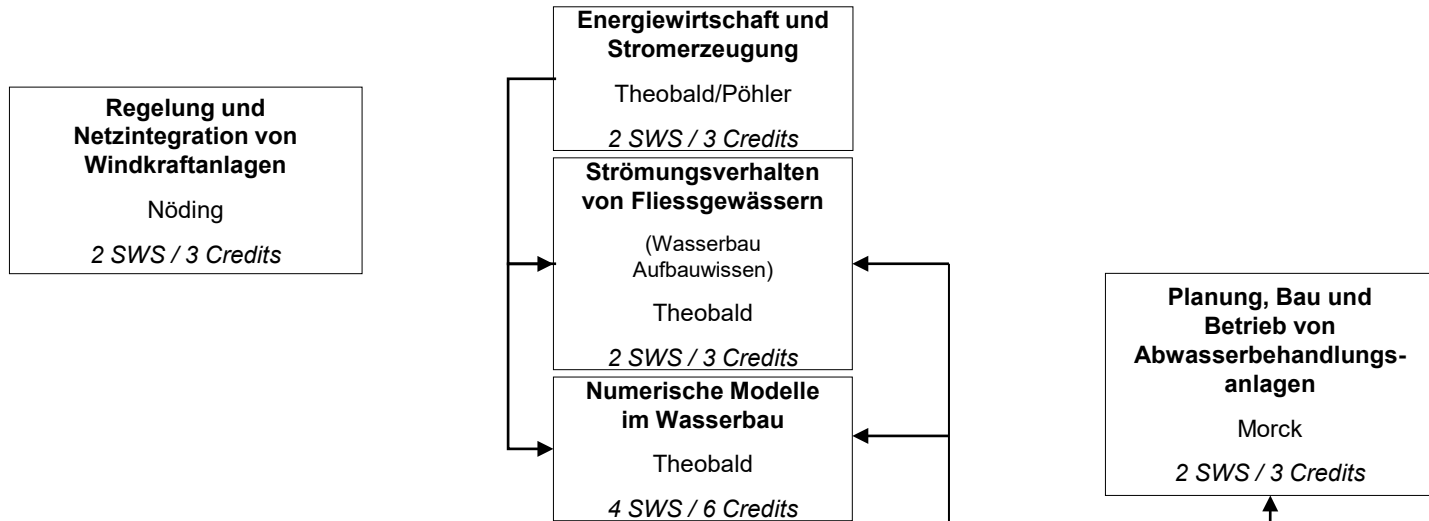 Regelung und
Netzintegration von
Windkraftanlagen
Nöding
2 SWS / 3 Credits
Energiewirtschaft und
Stromerzeugung
Theobald/Pöhler
2 SWS / 3 Credits
Strömungsverhalten
von Fliessgewässern
(Wasserbau
Aufbauwissen)
Theobald
2 SWS / 3 Credits
Numerische Modelle
im Wasserbau
Theobald
4 SWS / 6 Credits
Planung, Bau und
Betrieb von
Abwasserbehandlungs-
anlagen
Morck
2 SWS / 3 Credits